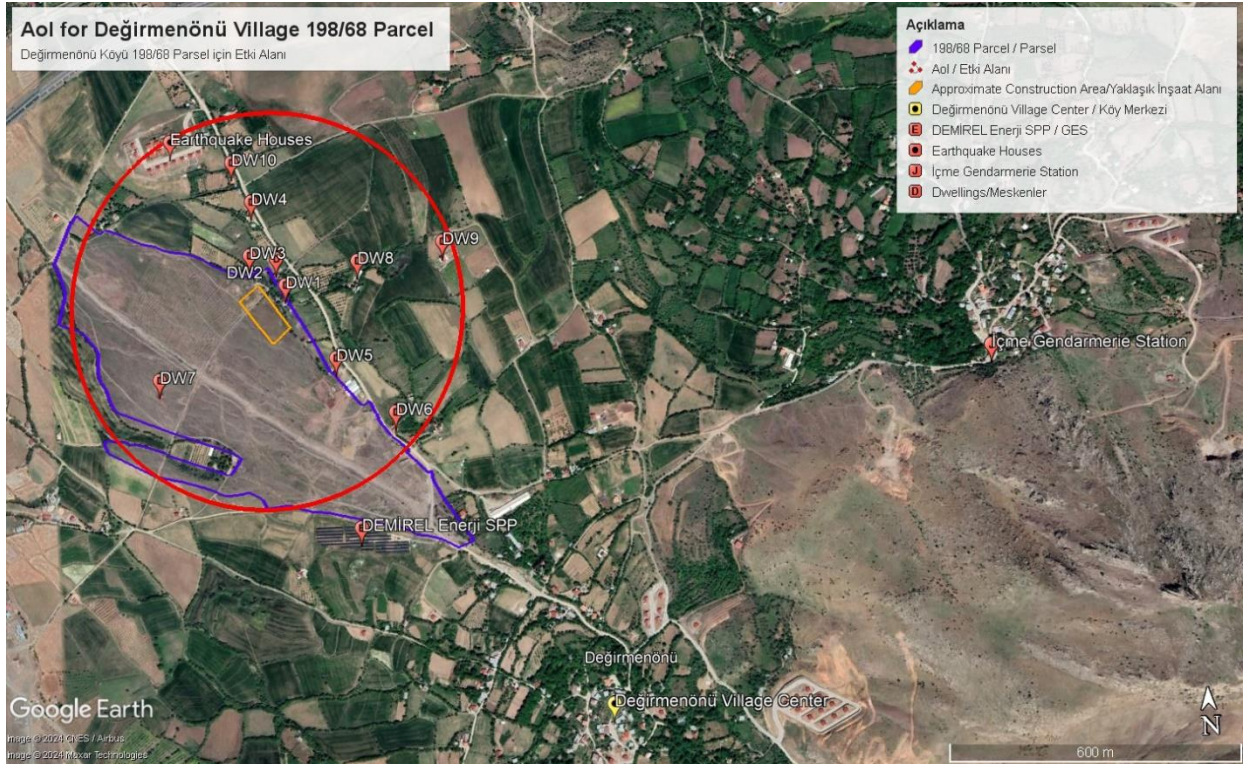 AoI for Değirmenönü Village 198/68 Parcel
Değirmenönü Köyü 198/68 Parsel için Etki Alanı
Açıklama
198/68 Parcel / Parsel
AoI / Etki Alanı
Approximate Construction Area/Yaklaşık İnşaat Alanı
Değirmenönü Village Center / Köy Merkezi
E DEMIREL Enerji SPP / GES
Earthquake Houses
J İçme Gendarmerie Station
D Dwellings/Meskenler
Earthquake Houses
DW10
DW4
DW9
DW3
DW8
DW2
DW1
İçme Gendarmerie Station
DW5
DW7
DW6
DEMİREL Enerji SPP
Değirmenönü
Değirmenönü Village Center
Google Earth
Image © 2024 CNES / Airbus
Image © 2024 Maxar Technologies
N
600 m